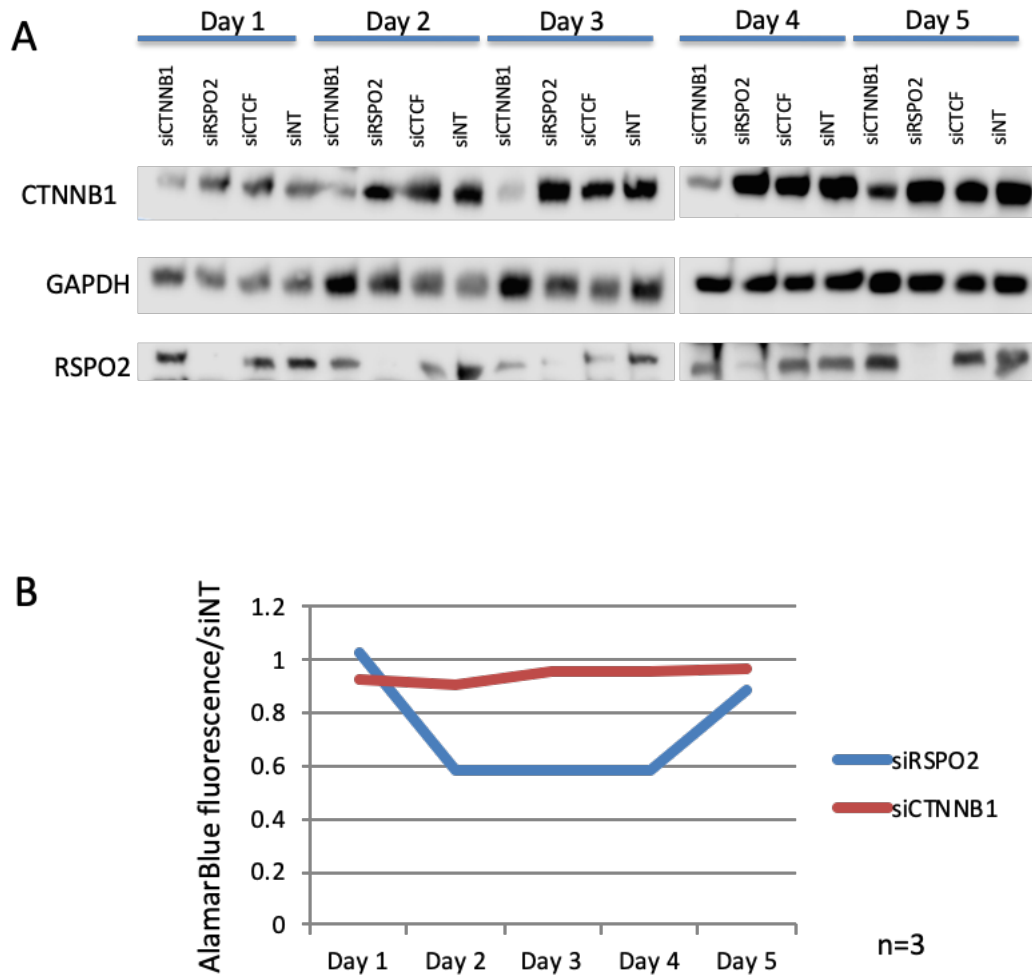 A
Day 1 Day 2 Day 3 Day 4 Day 5
siCTNNB1 siRSPO2 siCTCF siNT siCTNNB1 siRSPO2 siCTCF siNT siCTNNB1 siRSPO2 siCTCF siNT siCTNNB1 siRSPO2 siCTCF siNT siCTNNB1 siRSPO2 siCTCF siNT
CTNNB1
GAPDH
RSPO2
B
AlamarBlue fluorescence/siNT
1.2
1
0.8
0.6
0.4
0.2
0
Day 1 Day 2 Day 3 Day 4 Day 5
siRSPO2
siCTNNB1
n=3